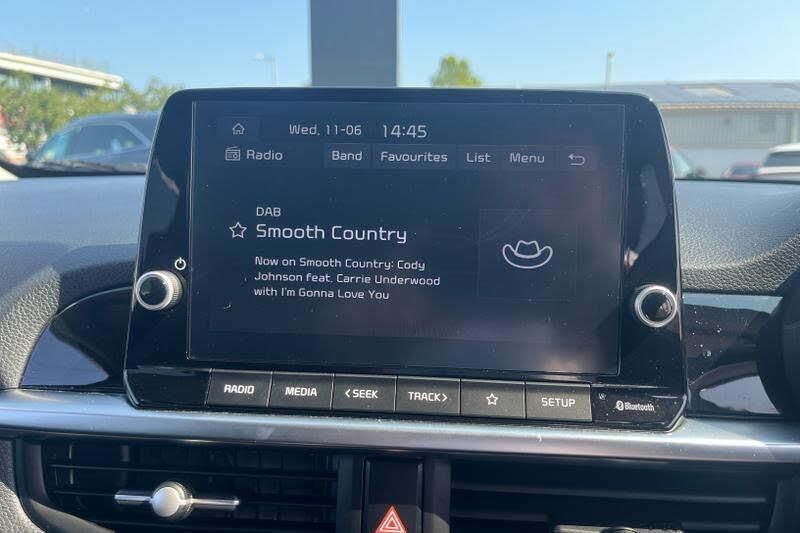 Wed, 11-06 14:45
Radio Band Favourites List Menu
DAB
Smooth Country
Now on Smooth Country: Cody
Johnson feat. Carrie Underwood
with I'm Gonna Love You
RADIO MEDIA <SEEK TRACK> SETUP Bluetooth